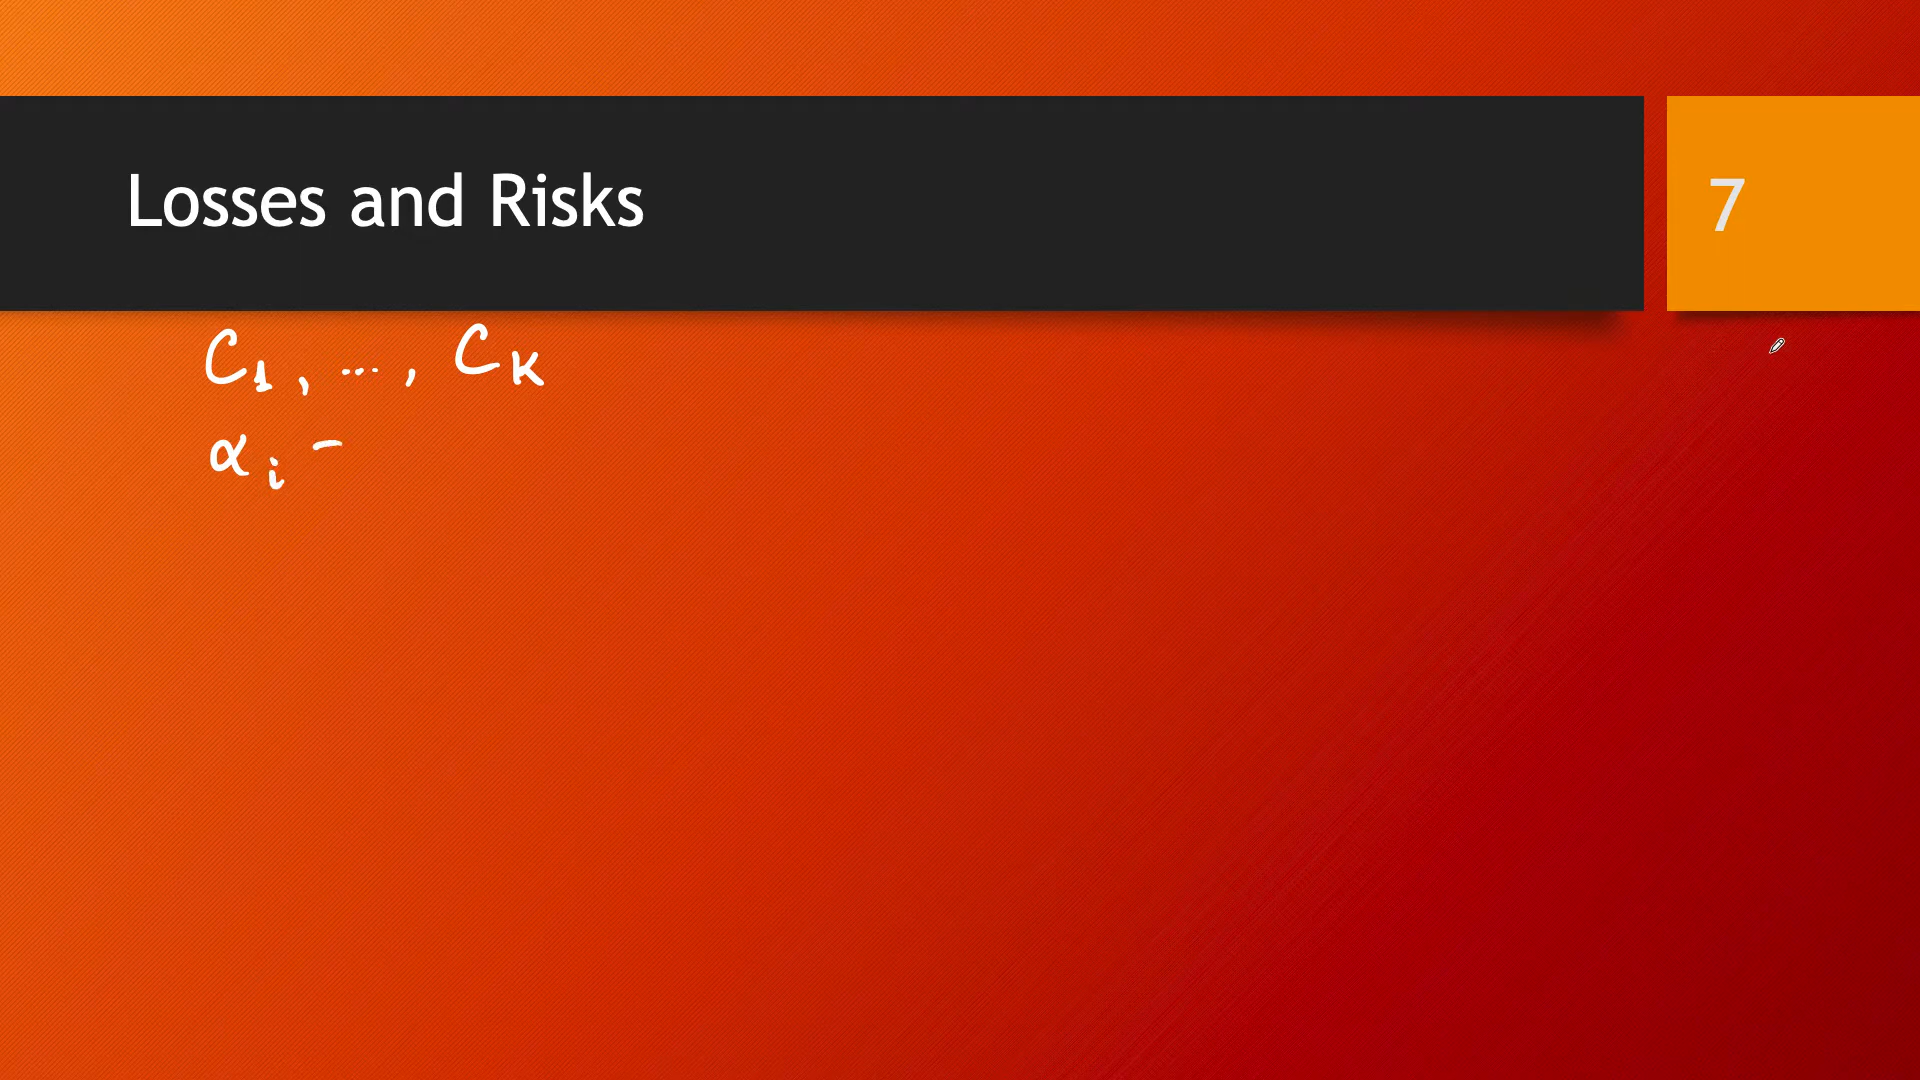 Losses and Risks
7
C₁, ..., Cₖ
αᵢ -